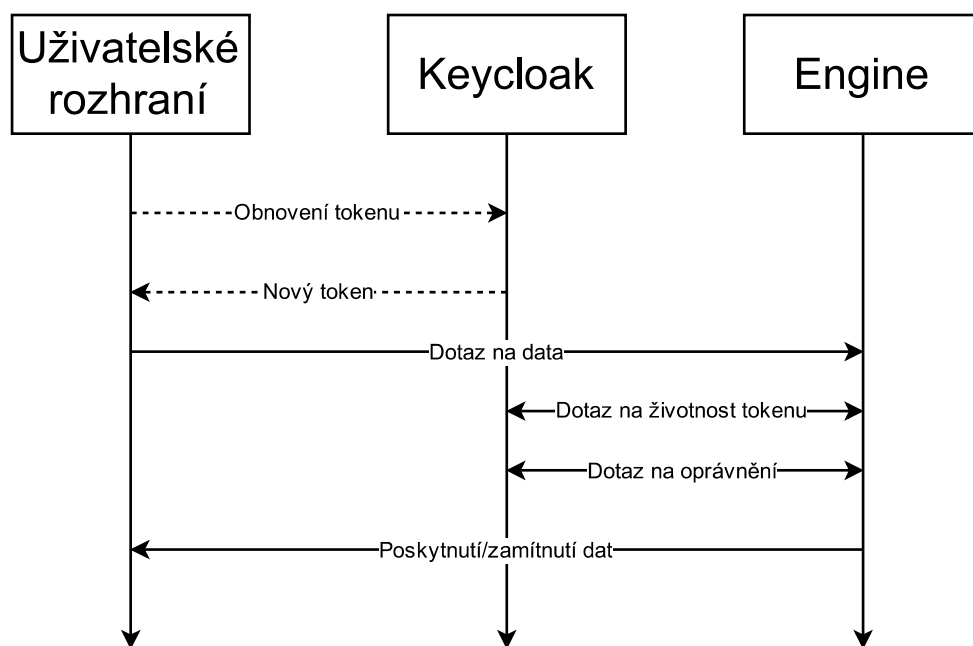 Uživatelské
rozhraní
Keycloak
Engine
Obnovení tokenu
Nový token
Dotaz na data
Dotaz na životnost tokenu
Dotaz na oprávnění
Poskytnutí/zamítnutí dat